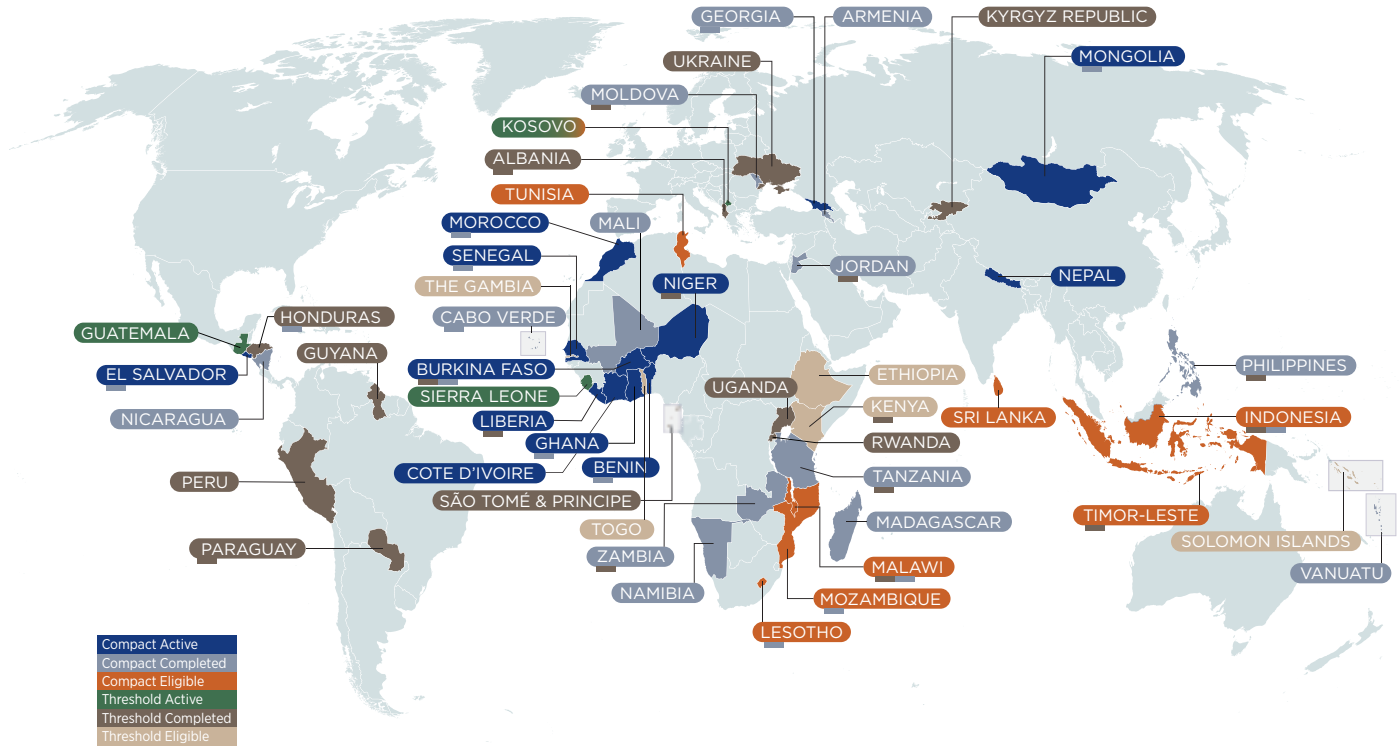 GEORGIA
ARMENIA
KYRGYZ REPUBLIC
UKRAINE
MONGOLIA
MOLDOVA
KOSOVO
ALBANIA
TUNISIA
MOROCCO
MALI
SENEGAL
JORDAN
NEPAL
THE GAMBIA
NIGER
CABO VERDE
HONDURAS
GUATEMALA
GUYANA
EL SALVADOR
BURKINA FASO
ETHIOPIA
PHILIPPINES
UGANDA
SIERRA LEONE
KENYA
NICARAGUA
LIBERIA
SRI LANKA
INDONESIA
GHANA
RWANDA
COTE D'IVOIRE
BENIN
TANZANIA
PERU
SÃO TOMÉ & PRINCIPE
TIMOR-LESTE
MADAGASCAR
TOGO
SOLOMON ISLANDS
PARAGUAY
ZAMBIA
MALAWI
VANUATU
NAMIBIA
MOZAMBIQUE
LESOTHO
Compact Active
Compact Completed
Compact Eligible
Threshold Active
Threshold Completed
Threshold Eligible